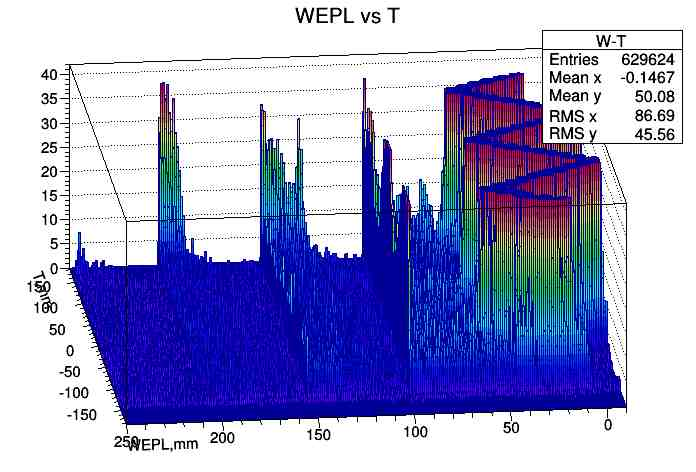 WEPL vs T
W-T
Entries 629624
Mean x -0.1467
Mean y 50.08
RMS x 86.69
RMS y 45.56
40
35
30
25
20
15
10
5
0
150
100
50
0
-50
-100
-150
250
200
150
100
50
0
WEPL,mm